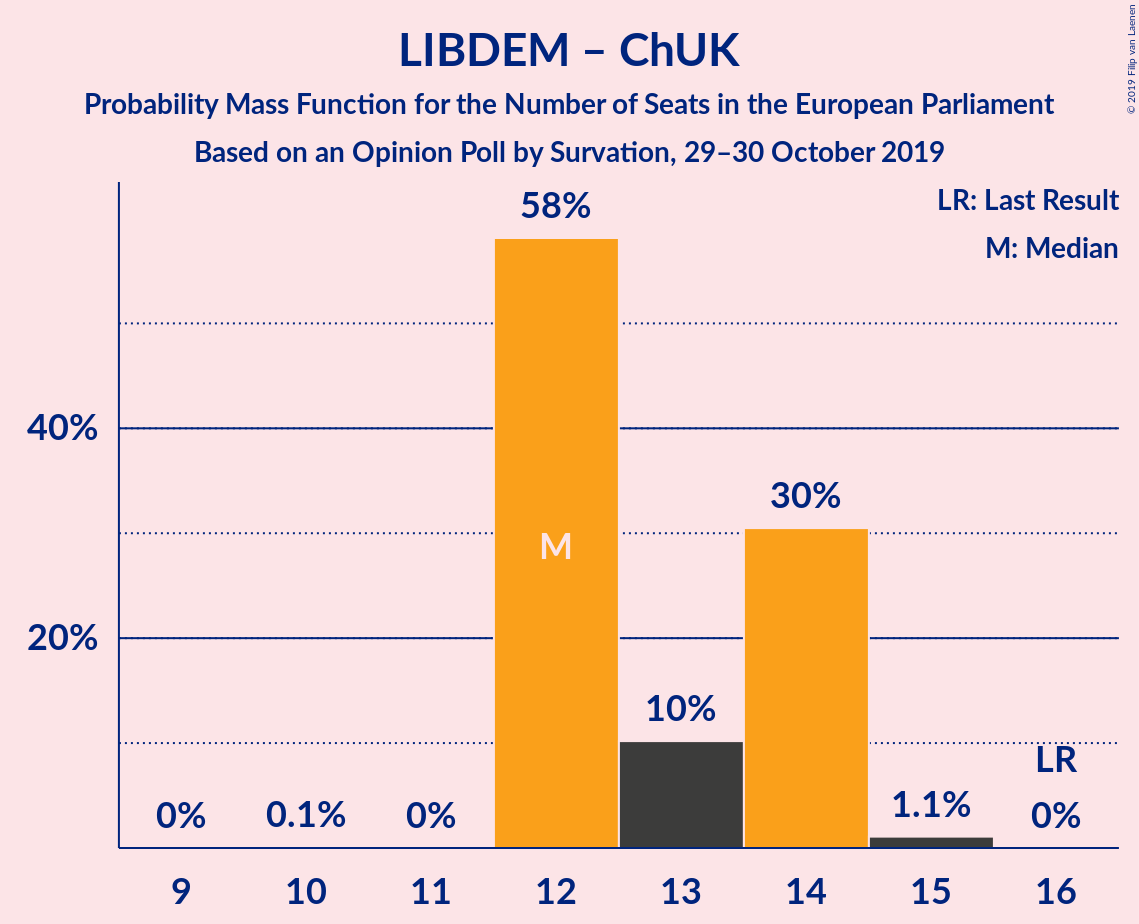 LIBDEM – ChUK
Probability Mass Function for the Number of Seats in the European Parliament
Based on an Opinion Poll by Survation, 29–30 October 2019
© 2019 Filip van Laenen
LR: Last Result
M: Median
58%
40%
30%
M
20%
10%
LR
0%
0.1%
0%
1.1%
0%
9
10
11
12
13
14
15
16